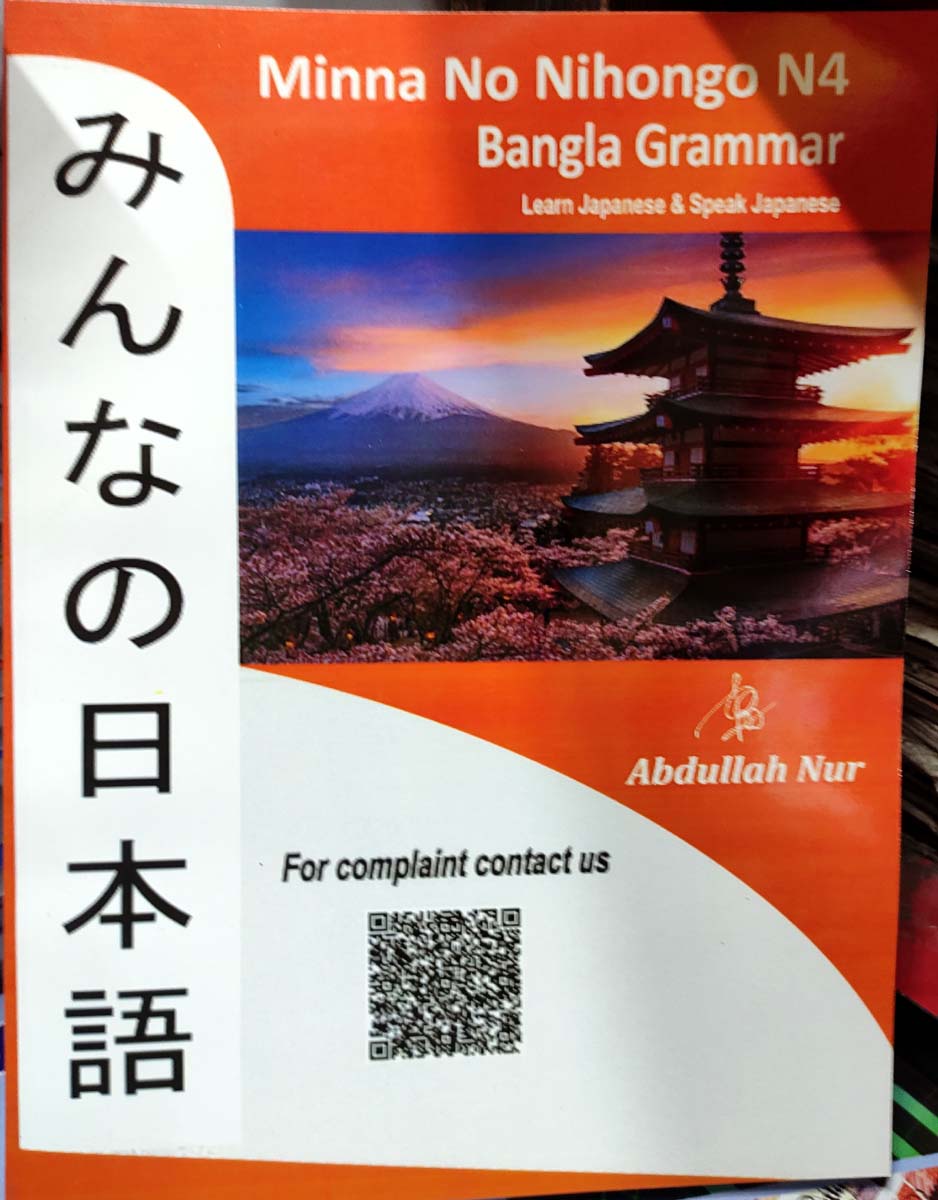 みんなの日本語
Minna No Nihongo N4
Bangla Grammar
Learn Japanese & Speak Japanese
Abdullah Nur
For complaint contact us